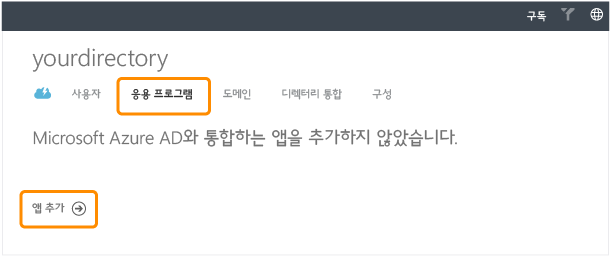 구독
yourdirectory
사용자 응용 프로그램 도메인 디렉터리 통합 구성
Microsoft Azure AD와 통합하는 앱을 추가하지 않았습니다.
앱 추가